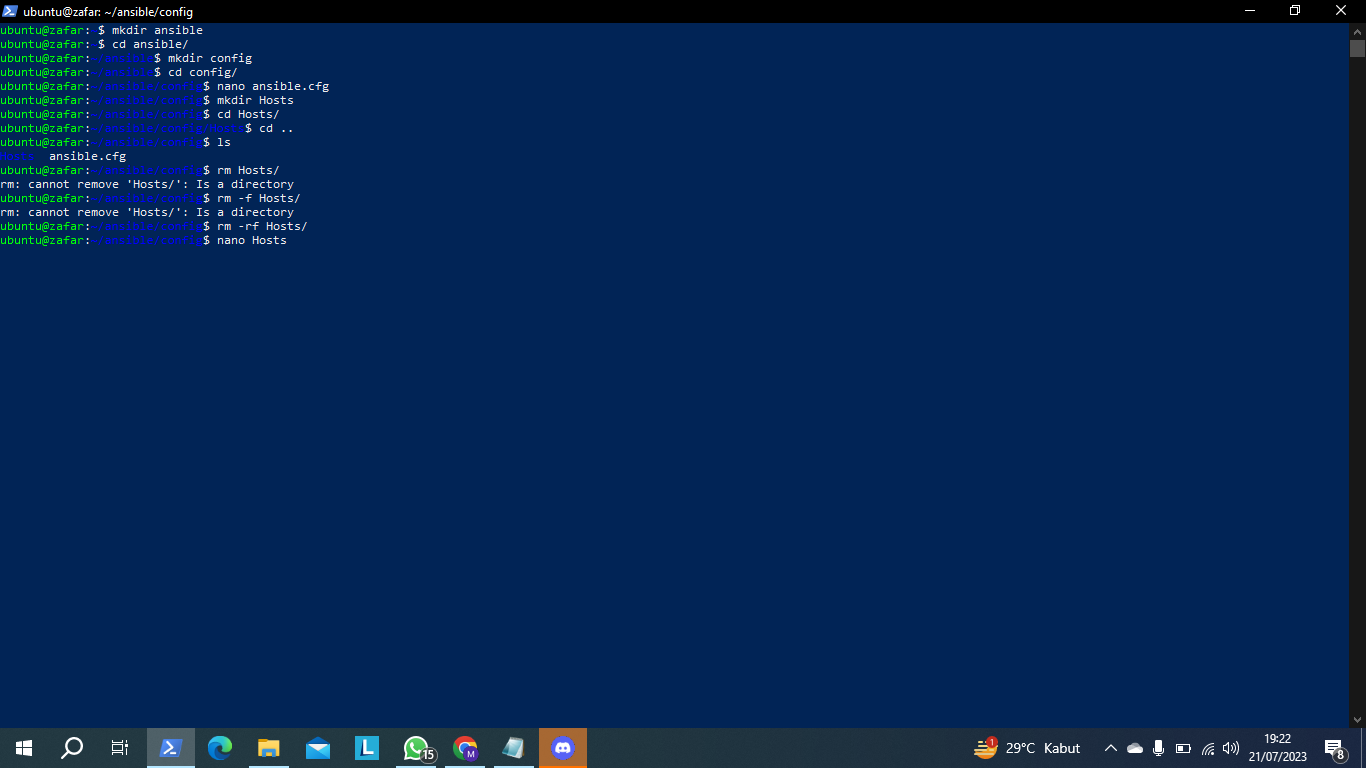 ubuntu@zafar: ~/ansible/config
ubuntu@zafar:~$ mkdir ansible
ubuntu@zafar:~$ cd ansible/
ubuntu@zafar:~/ansible$ mkdir config
ubuntu@zafar:~/ansible$ cd config/
ubuntu@zafar:~/ansible/config$ nano ansible.cfg
ubuntu@zafar:~/ansible/config$ mkdir Hosts
ubuntu@zafar:~/ansible/config$ cd Hosts/
ubuntu@zafar:~/ansible/config/Hosts$ cd ..
ubuntu@zafar:~/ansible/config$ ls
Hosts  ansible.cfg
ubuntu@zafar:~/ansible/config$ rm Hosts/
rm: cannot remove 'Hosts/': Is a directory
ubuntu@zafar:~/ansible/config$ rm -f Hosts/
rm: cannot remove 'Hosts/': Is a directory
ubuntu@zafar:~/ansible/config$ rm -rf Hosts/
ubuntu@zafar:~/ansible/config$ nano Hosts
L
15
M
1
29°C Kabut
19:22
21/07/2023
8